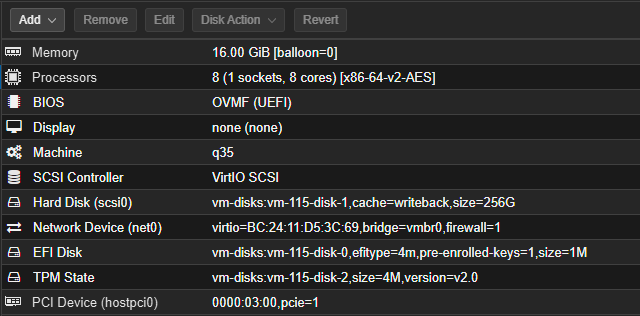 Add Remove Edit Disk Action Revert
Memory 16.00 GiB [balloon=0]
Processors 8 (1 sockets, 8 cores) [x86-64-v2-AES]
BIOS OVMF (UEFI)
Display none (none)
Machine q35
SCSI Controller VirtIO SCSI
Hard Disk (scsi0) vm-disks:vm-115-disk-1,cache=writeback,size=256G
Network Device (net0) virtio=BC:24:11:D5:3C:69,bridge=vmbr0,firewall=1
EFI Disk vm-disks:vm-115-disk-0,efitype=4m,pre-enrolled-keys=1,size=1M
TPM State vm-disks:vm-115-disk-2,size=4M,version=v2.0
PCI Device (hostpci0) 0000:03:00,pcie=1